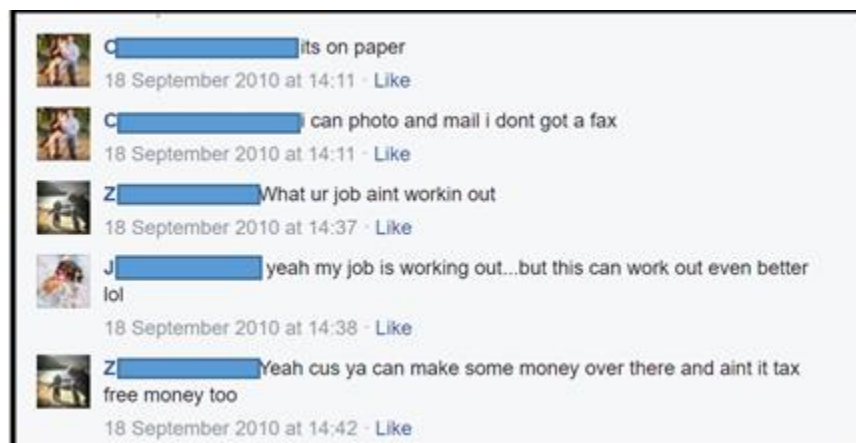 C its on paper
18 September 2010 at 14:11 · Like
C i can photo and mail i dont got a fax
18 September 2010 at 14:11 · Like
Z What ur job aint workin out
18 September 2010 at 14:37 · Like
J yeah my job is working out...but this can work out even better
lol
18 September 2010 at 14:38 · Like
Z Yeah cus ya can make some money over there and aint it tax
free money too
18 September 2010 at 14:42 · Like